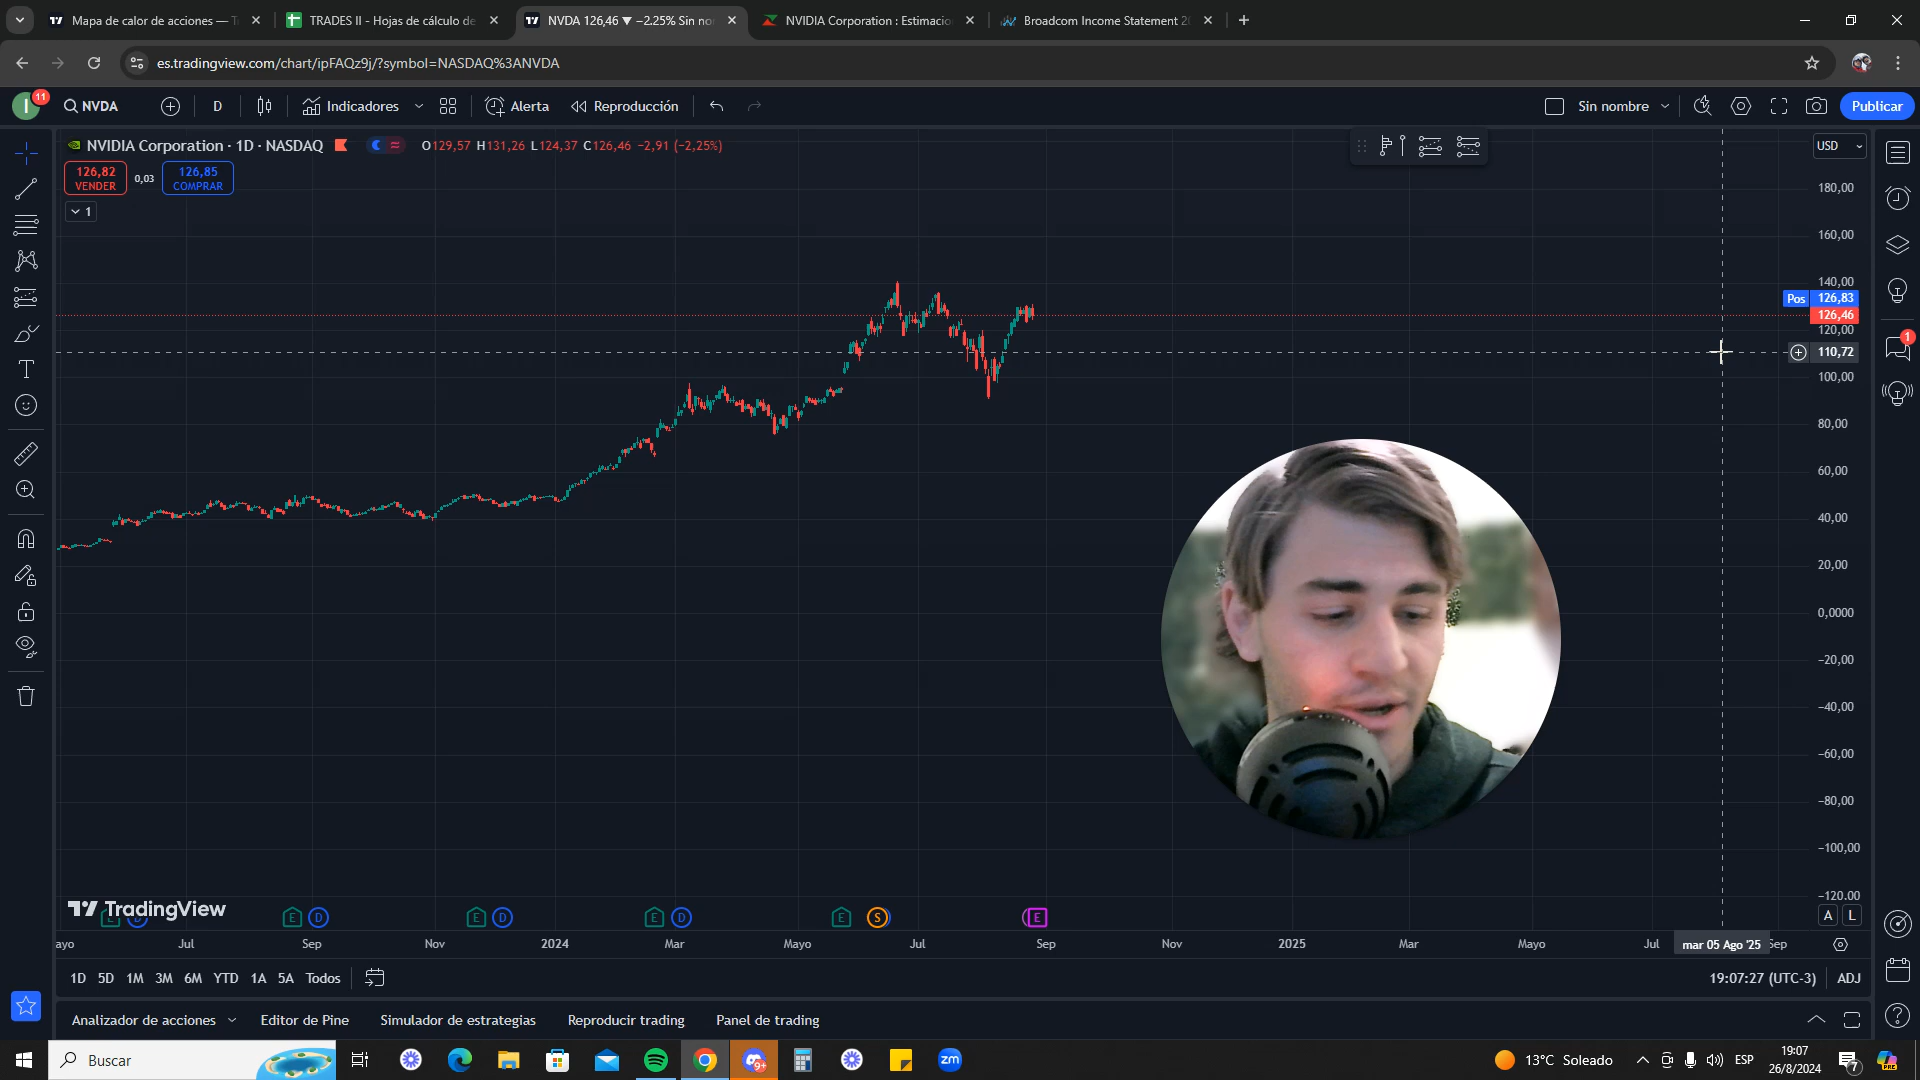 Mapa de calor de acciones —
TRADES II - Hojas de cálculo de
NVDA 126,46 ▼ −2.25% Sin no
NVIDIA Corporation : Estimacio
Broadcom Income Statement 2
es.tradingview.com/chart/ipFAQz9j/?symbol=NASDAQ%3ANVDA
I
11
NVDA
D
Indicadores
Alerta
Reproducción
Sin nombre
Publicar
NVIDIA Corporation · 1D · NASDAQ
O129,57 H131,26 L124,37 C126,46 −2,91 (−2,25%)
USD
126,82
VENDER
0,03
126,85
COMPRAR
1
180,00
160,00
140,00
Pos 126,83
126,46
120,00
110,72
1
100,00
80,00
60,00
40,00
20,00
0,0000
−20,00
−40,00
−60,00
−80,00
−100,00
−120.00
TradingView
E D E D E D E D E S E
A L
ayo Jul Sep Nov 2024 Mar Mayo Jul Sep Nov 2025 Mar Mayo Jul mar 05 Ago '25 Sep
1D 5D 1M 3M 6M YTD 1A 5A Todos
19:07:27 (UTC-3) ADJ
Analizador de acciones
Editor de Pine
Simulador de estrategias
Reproducir trading
Panel de trading
Buscar
9+
zm
13°C Soleado
ESP
19:07
26/8/2024
7